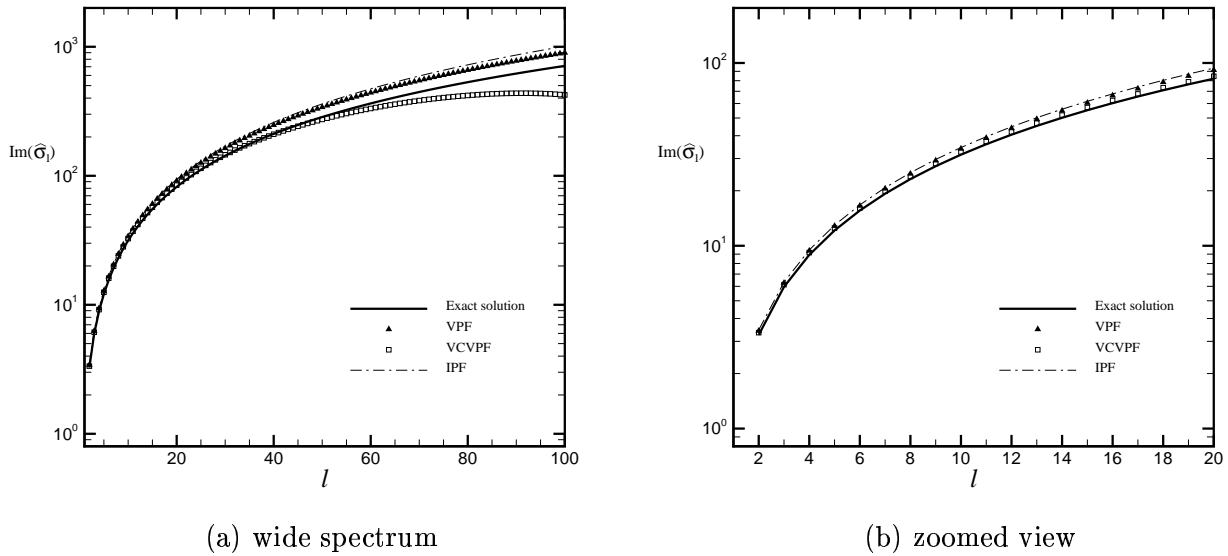 10³
10²
10¹
10⁰
Im(σ̂ₗ)
Exact solution
VPF
VCVPF
IPF
20 40 60 80 100
l
(a) wide spectrum
10²
10¹
10⁰
Im(σ̂ₗ)
Exact solution
VPF
VCVPF
IPF
2 4 6 8 10 12 14 16 18 20
l
(b) zoomed view